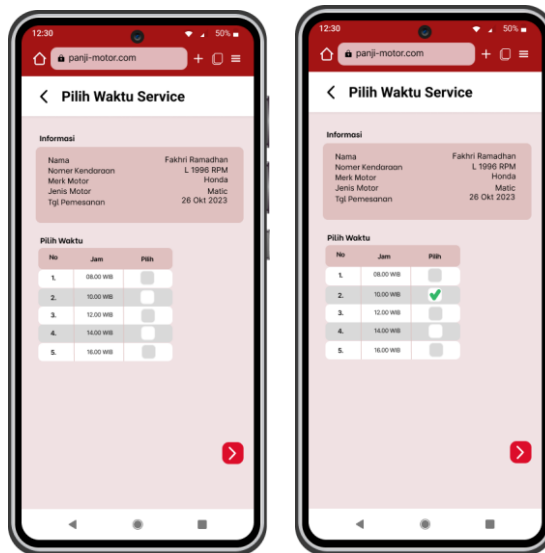 12:30
50%
panji-motor.com
Pilih Waktu Service
Informasi
Nama Fakhri Ramadhan
Nomer Kendaraan L 1996 RPM
Merk Motor Honda
Jenis Motor Matic
Tgl Pemesanan 26 Okt 2023
Pilih Waktu
No Jam Pilih
1. 08.00 WIB
2. 10.00 WIB
3. 12.00 WIB
4. 14.00 WIB
5. 16.00 WIB
12:30
50%
panji-motor.com
Pilih Waktu Service
Informasi
Nama Fakhri Ramadhan
Nomer Kendaraan L 1996 RPM
Merk Motor Honda
Jenis Motor Matic
Tgl Pemesanan 26 Okt 2023
Pilih Waktu
No Jam Pilih
1. 08.00 WIB
2. 10.00 WIB
3. 12.00 WIB
4. 14.00 WIB
5. 16.00 WIB